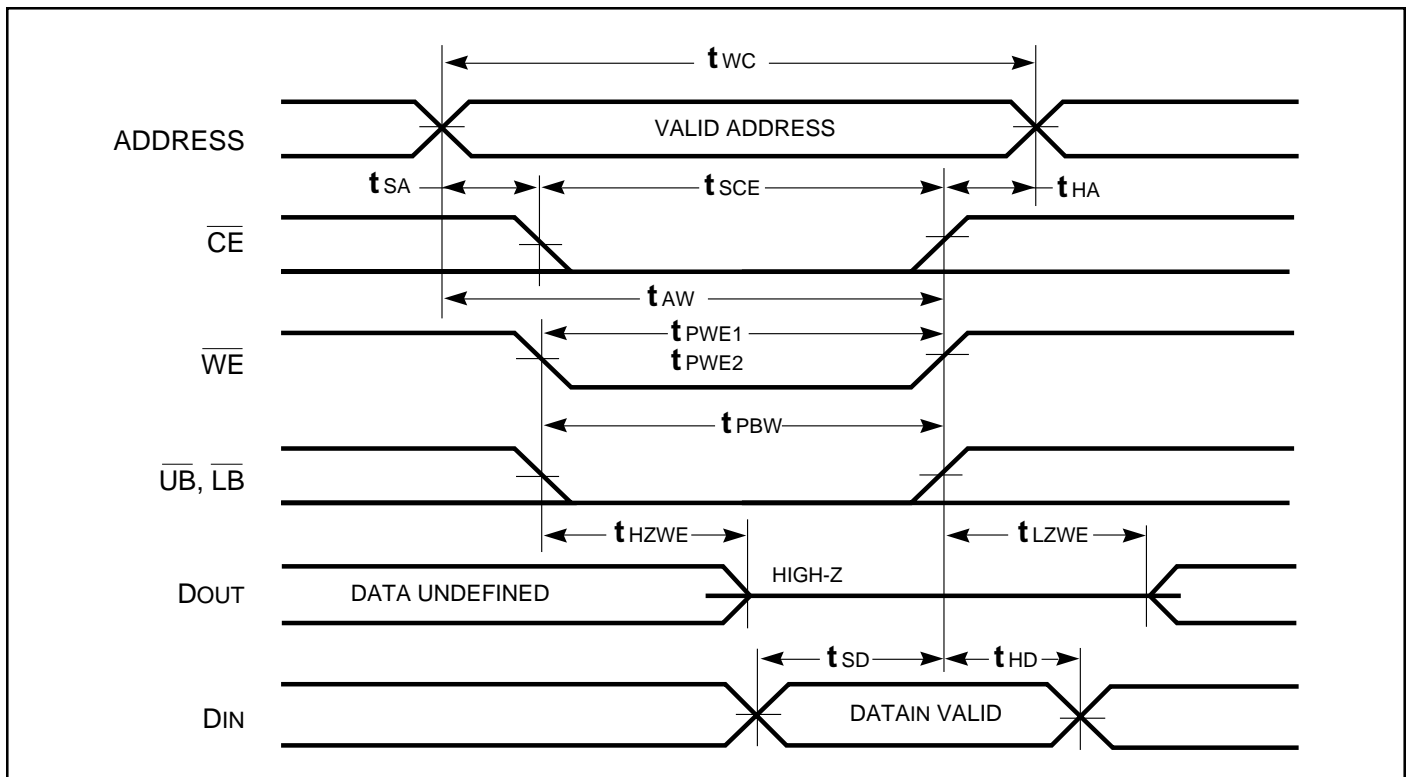 tWC
ADDRESS
VALID ADDRESS
tSA
tSCE
tHA
CE
tAW
tPWE1
WE
tPWE2
tPBW
UB, LB
tHZWE
tLZWE
HIGH-Z
DOUT
DATA UNDEFINED
tSD
tHD
DIN
DATAIN VALID